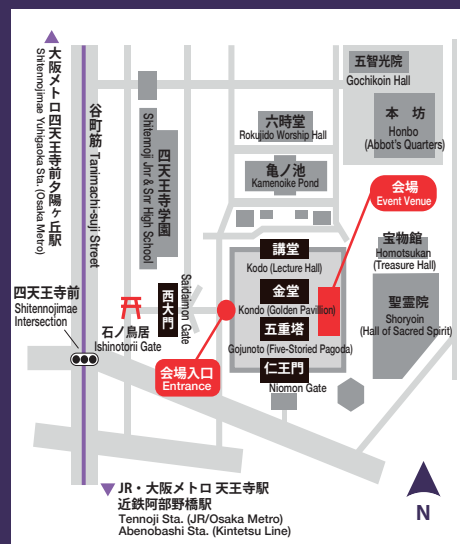 ▲大阪メトロ四天王寺前夕陽ヶ丘駅
Shitennojimae Yuhigaoka Sta. (Osaka Metro)
谷町筋 Tanimachi-suji Street
四天王寺学園
Shitennoji Jnr & Snr High School
五智光院
Gochikoin Hall
本 坊
Honbo
(Abbot's Quarters)
六時堂
Rokujido Worship Hall
亀ノ池
Kamenoike Pond
会場
Event Venue
宝物館
Homotsukan
(Treasure Hall)
聖霊院
Shoryoin
(Hall of Sacred Spirit)
講堂
Kodo (Lecture Hall)
金堂
Kondo (Golden Pavillion)
五重塔
Gojunoto (Five-Storied Pagoda)
仁王門
Niomon Gate
西大門
Saidaimon Gate
四天王寺前
Shitennojimae
Intersection
石ノ鳥居
Ishinotorii Gate
会場入口
Entrance
▼JR・大阪メトロ 天王寺駅
近鉄阿部野橋駅
Tennoji Sta. (JR/Osaka Metro)
Abenobashi Sta. (Kintetsu Line)
N